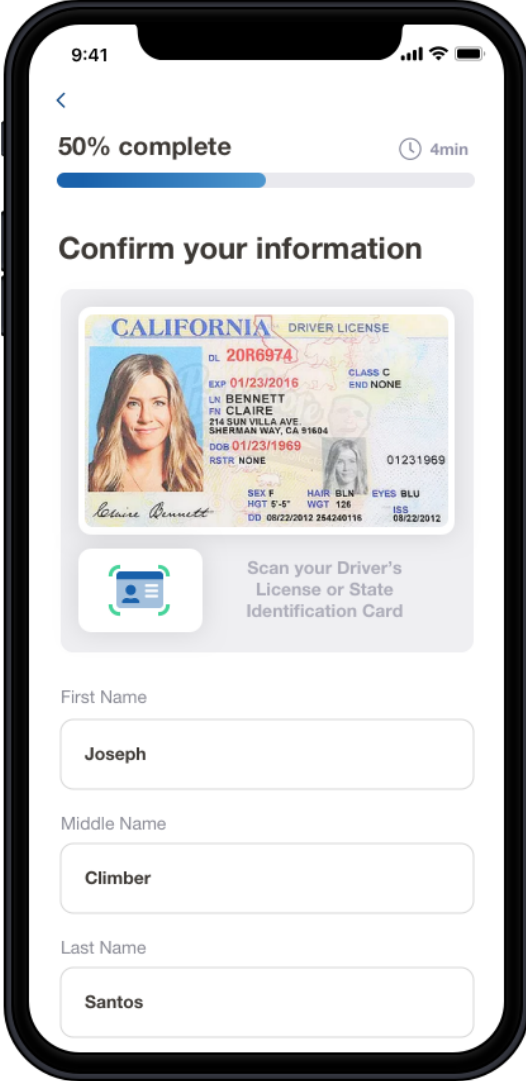 9:41
50% complete
4min
Confirm your information
CALIFORNIA DRIVER LICENSE
DL 20R6974
CLASS C
EXP 01/23/2016
END NONE
LN BENNETT
FN CLAIRE
214 SUN VILLA AVE.
SHERMAN WAY, CA 91604
DOB 01/23/1969
RSTR NONE
01231969
SEX F HAIR BLN EYES BLU
HGT 5'-5" WGT 126
ISS
DD 08/22/2012 254240116 08/22/2012
Claire Bennett
Scan your Driver's
License or State
Identification Card
First Name
Joseph
Middle Name
Climber
Last Name
Santos